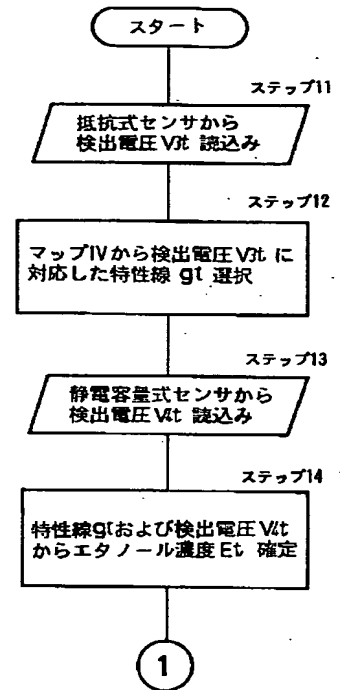 スタート
ステップ11
抵抗式センサから
検出電圧V3t 読込み
ステップ12
マップIVから検出電圧V3t に
対応した特性線 gt 選択
ステップ13
静電容量式センサから
検出電圧V4t 読込み
ステップ14
特性線gtおよび検出電圧V4t
からエタノール濃度Et 確定
1